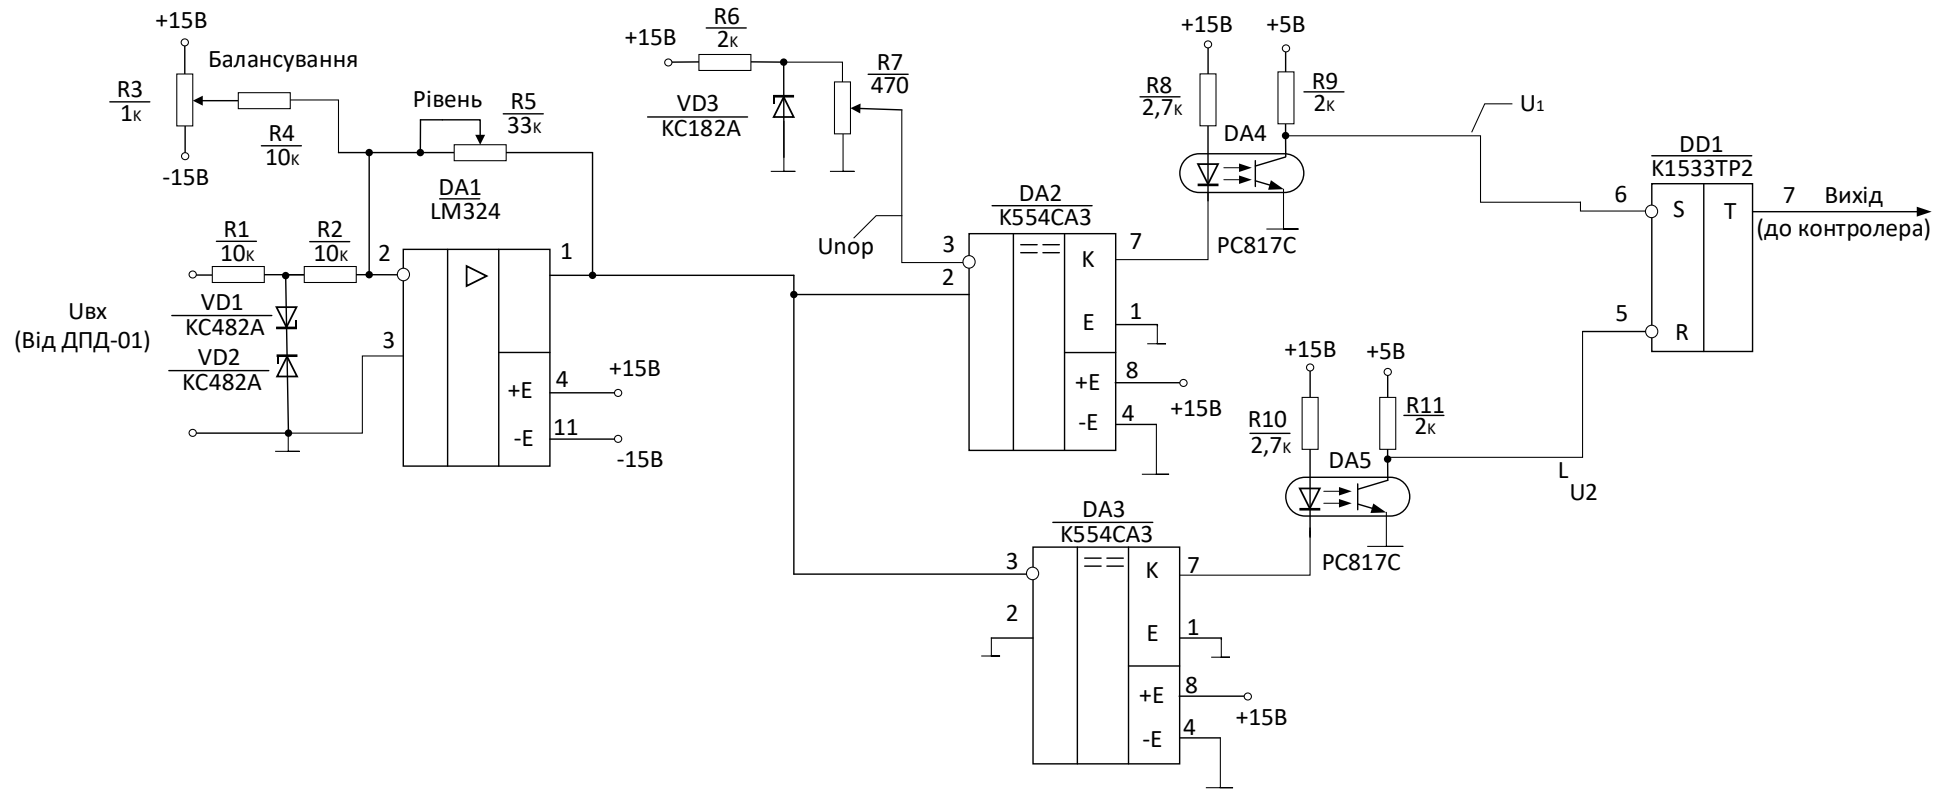 +15В
Балансування
R3
1к
R4
10к
-15В
Рівень
R5
33к
DA1
LM324
R1
10к
R2
10к
2
1
Uвх
(Від ДПД-01)
VD1
КС482А
VD2
КС482А
3
+E
4
+15В
-E
11
-15В
+15В
R6
2к
R7
470
VD3
КС182А
Uпор
DA2
К554СА3
3
2
K
7
E
1
+E
8
+15В
-E
4
+15В
+5В
R8
2,7к
R9
2к
DA4
PC817C
U1
DD1
К1533ТР2
6
S
T
7
Вихід
(до контролера)
5
R
+15В
+5В
R10
2,7к
R11
2к
DA5
PC817C
L
U2
DA3
К554СА3
3
2
K
7
E
1
+E
8
+15В
-E
4